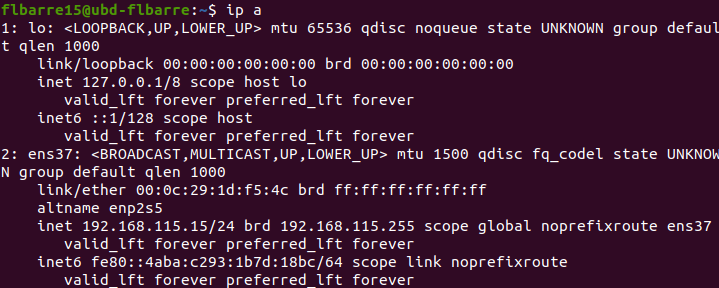 flbarre15@ubd-flbarre:~$ ip a
1: lo: <LOOPBACK,UP,LOWER_UP> mtu 65536 qdisc noqueue state UNKNOWN group defaul
t qlen 1000
    link/loopback 00:00:00:00:00:00 brd 00:00:00:00:00:00
    inet 127.0.0.1/8 scope host lo
       valid_lft forever preferred_lft forever
    inet6 ::1/128 scope host
       valid_lft forever preferred_lft forever
2: ens37: <BROADCAST,MULTICAST,UP,LOWER_UP> mtu 1500 qdisc fq_codel state UNKNOW
N group default qlen 1000
    link/ether 00:0c:29:1d:f5:4c brd ff:ff:ff:ff:ff:ff
    altname enp2s5
    inet 192.168.115.15/24 brd 192.168.115.255 scope global noprefixroute ens37
       valid_lft forever preferred_lft forever
    inet6 fe80::4aba:c293:1b7d:18bc/64 scope link noprefixroute
       valid_lft forever preferred_lft forever